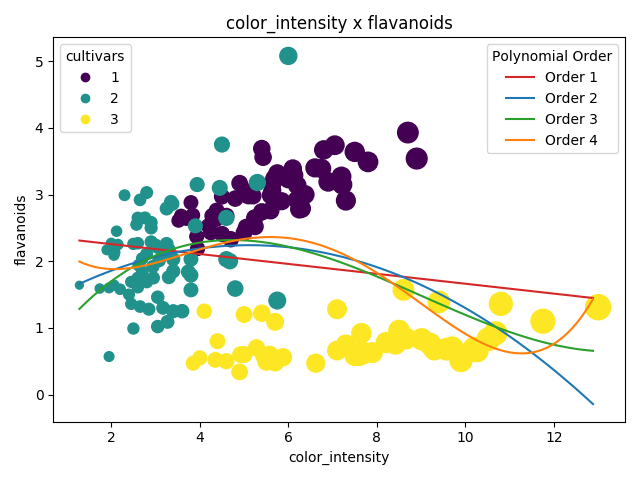 color_intensity x flavanoids
cultivars
1
2
3
Polynomial Order
Order 1
Order 2
Order 3
Order 4
flavanoids
5
4
3
2
1
0
2 4 6 8 10 12
color_intensity